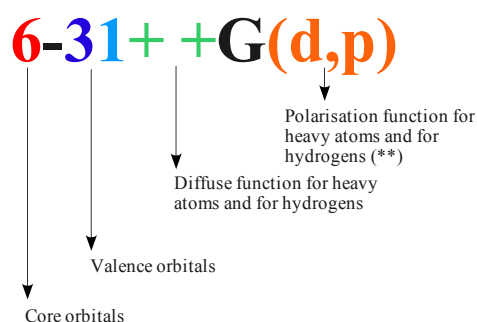 6-31+ +G(d,p)
Polarisation function for
heavy atoms and for
hydrogens (**)
Diffuse function for heavy
atoms and for hydrogens
Valence orbitals
Core orbitals